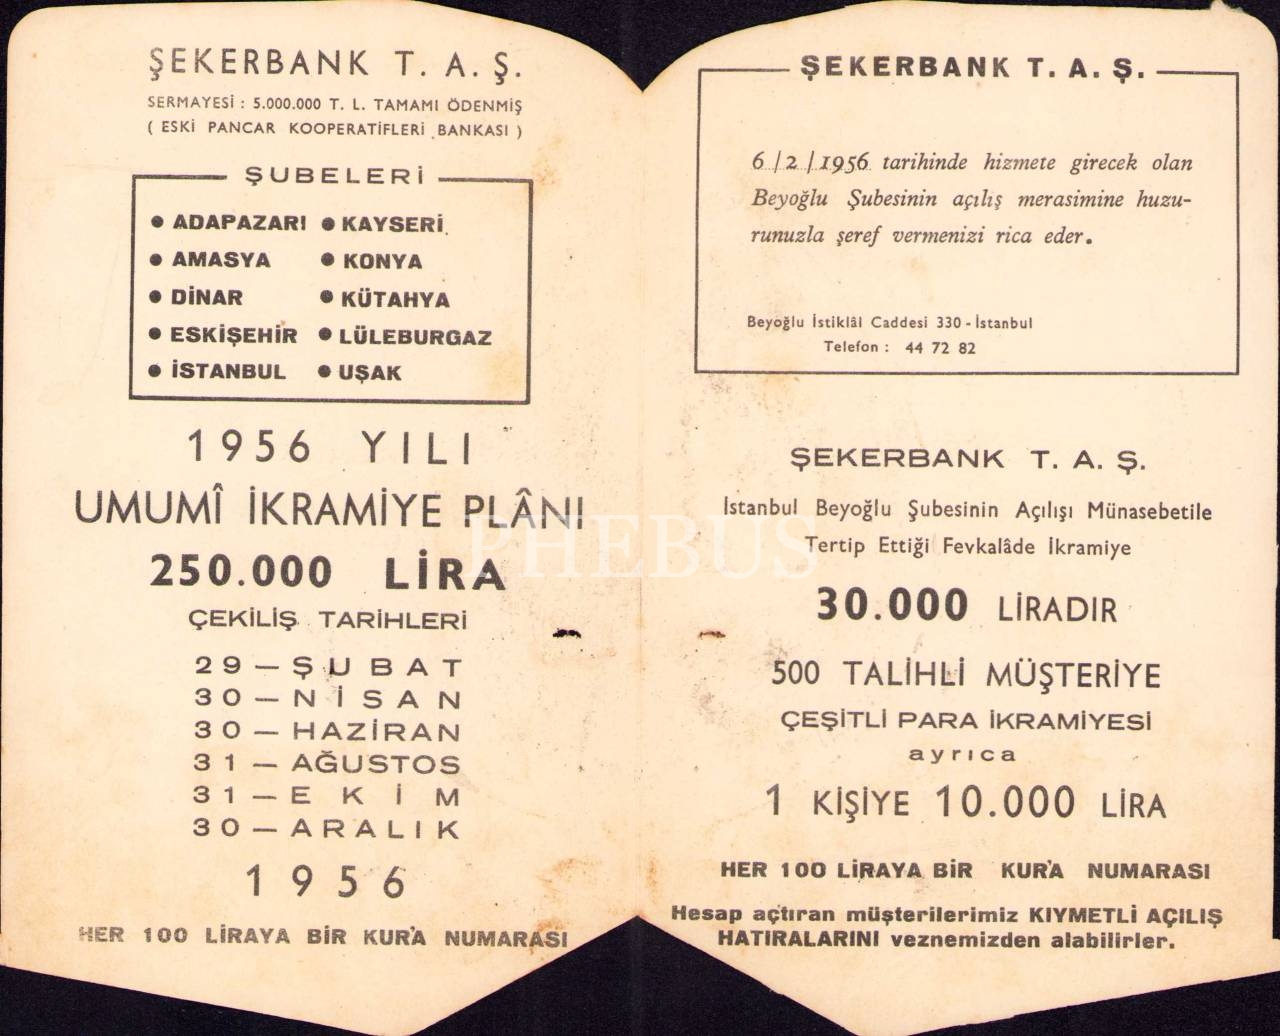 ŞEKERBANK T. A. Ş.
SERMAYESİ : 5.000.000 T. L. TAMAMI ÖDENMİŞ
( ESKİ PANCAR KOOPERATİFLERİ BANKASI )
ŞUBELERİ
● ADAPAZARI ● KAYSERİ
● AMASYA ● KONYA
● DİNAR ● KÜTAHYA
● ESKİŞEHİR ● LÜLEBURGAZ
● İSTANBUL ● UŞAK
1956 YILI
UMUMÎ İKRAMİYE PLÂNI
250.000 LİRA
ÇEKİLİŞ TARİHLERİ
29 — ŞUBAT
30 — NİSAN
30 — HAZİRAN
31 — AĞUSTOS
31 — EKİM
30 — ARALIK
1956
HER 100 LİRAYA BİR KUR'A NUMARASI
ŞEKERBANK T. A. Ş.
6/2/1956 tarihinde hizmete girecek olan
Beyoğlu Şubesinin açılış merasimine huzu-
runuzla şeref vermenizi rica eder.
Beyoğlu İstiklâl Caddesi 330 - İstanbul
Telefon : 44 72 82
ŞEKERBANK T. A. Ş.
İstanbul Beyoğlu Şubesinin Açılışı Münasebetile
Tertip Ettiği Fevkalâde İkramiye
30.000 LİRADIR
500 TALİHLİ MÜŞTERİYE
ÇEŞİTLİ PARA İKRAMİYESİ
ayrıca
1 KİŞİYE 10.000 LİRA
HER 100 LİRAYA BİR KUR'A NUMARASI
Hesap açtıran müşterilerimiz KIYMETLİ AÇILIŞ
HATIRALARINI veznemizden alabilirler.
PHEBUS